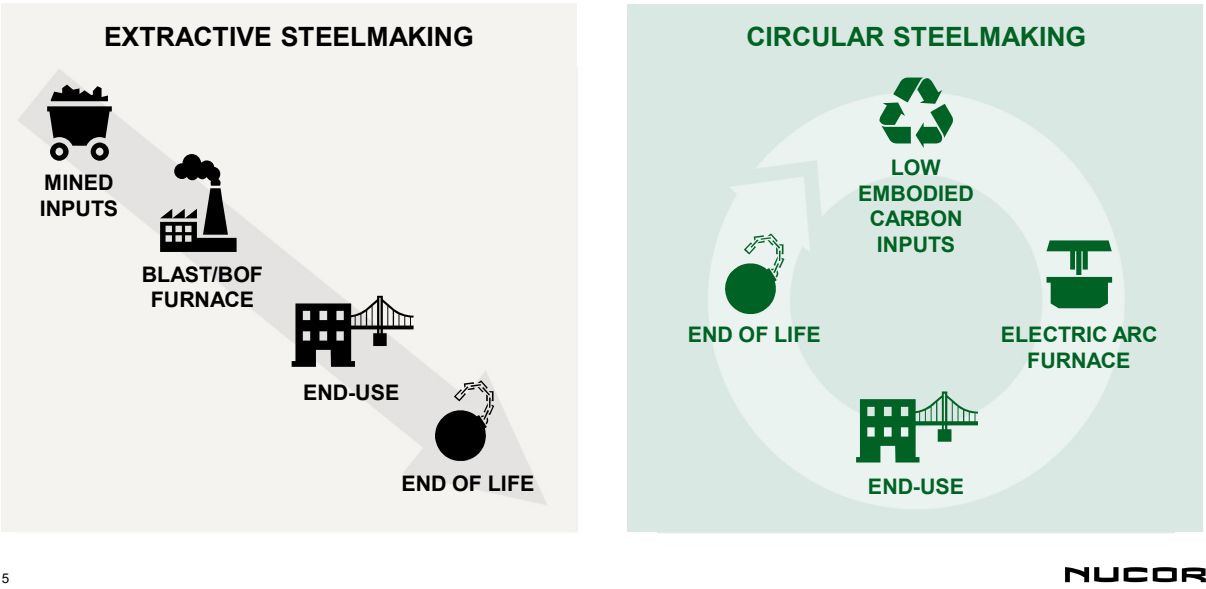 EXTRACTIVE STEELMAKING
MINED
INPUTS
BLAST/BOF
FURNACE
END-USE
END OF LIFE
CIRCULAR STEELMAKING
LOW
EMBODIED
CARBON
INPUTS
ELECTRIC ARC
FURNACE
END-USE
END OF LIFE
5
NUCOR